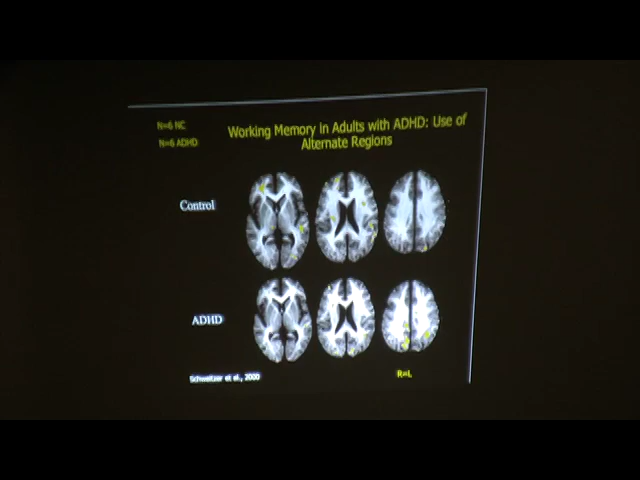 N=6 NC
N=6 ADHD
Working Memory in Adults with ADHD: Use of
Alternate Regions
Control
ADHD
Schweitzer et al., 2000
R=L